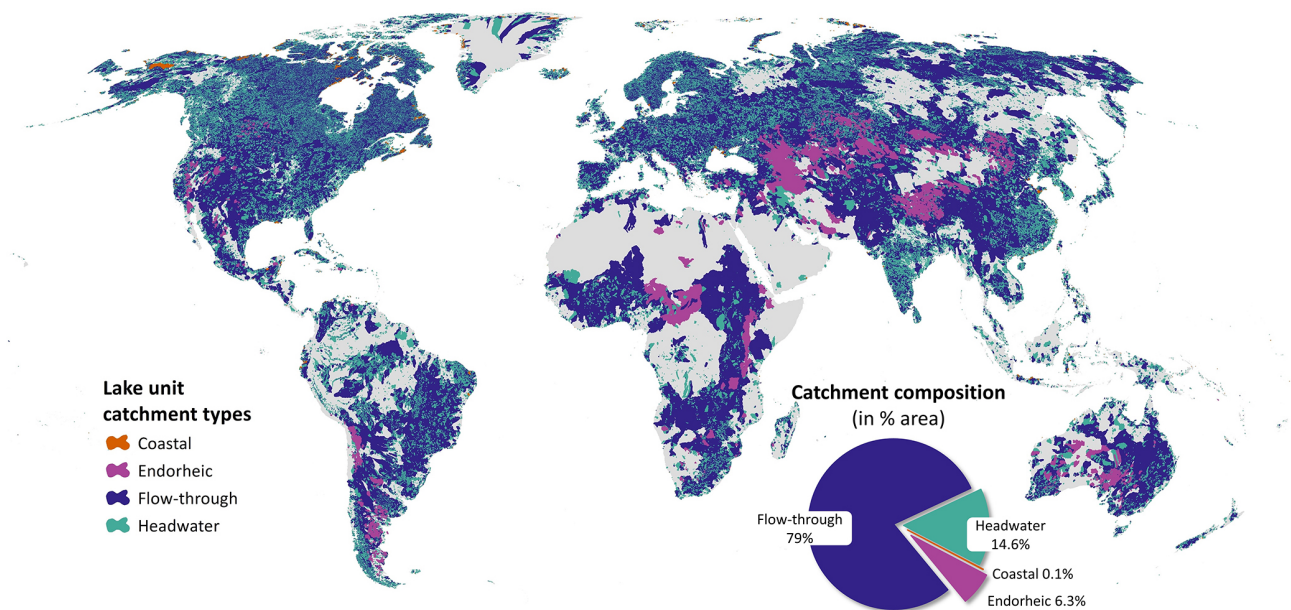 Lake unit
catchment types
Coastal
Endorheic
Flow-through
Headwater
Catchment composition
(in % area)
Flow-through
79%
Headwater
14.6%
Coastal 0.1%
Endorheic 6.3%